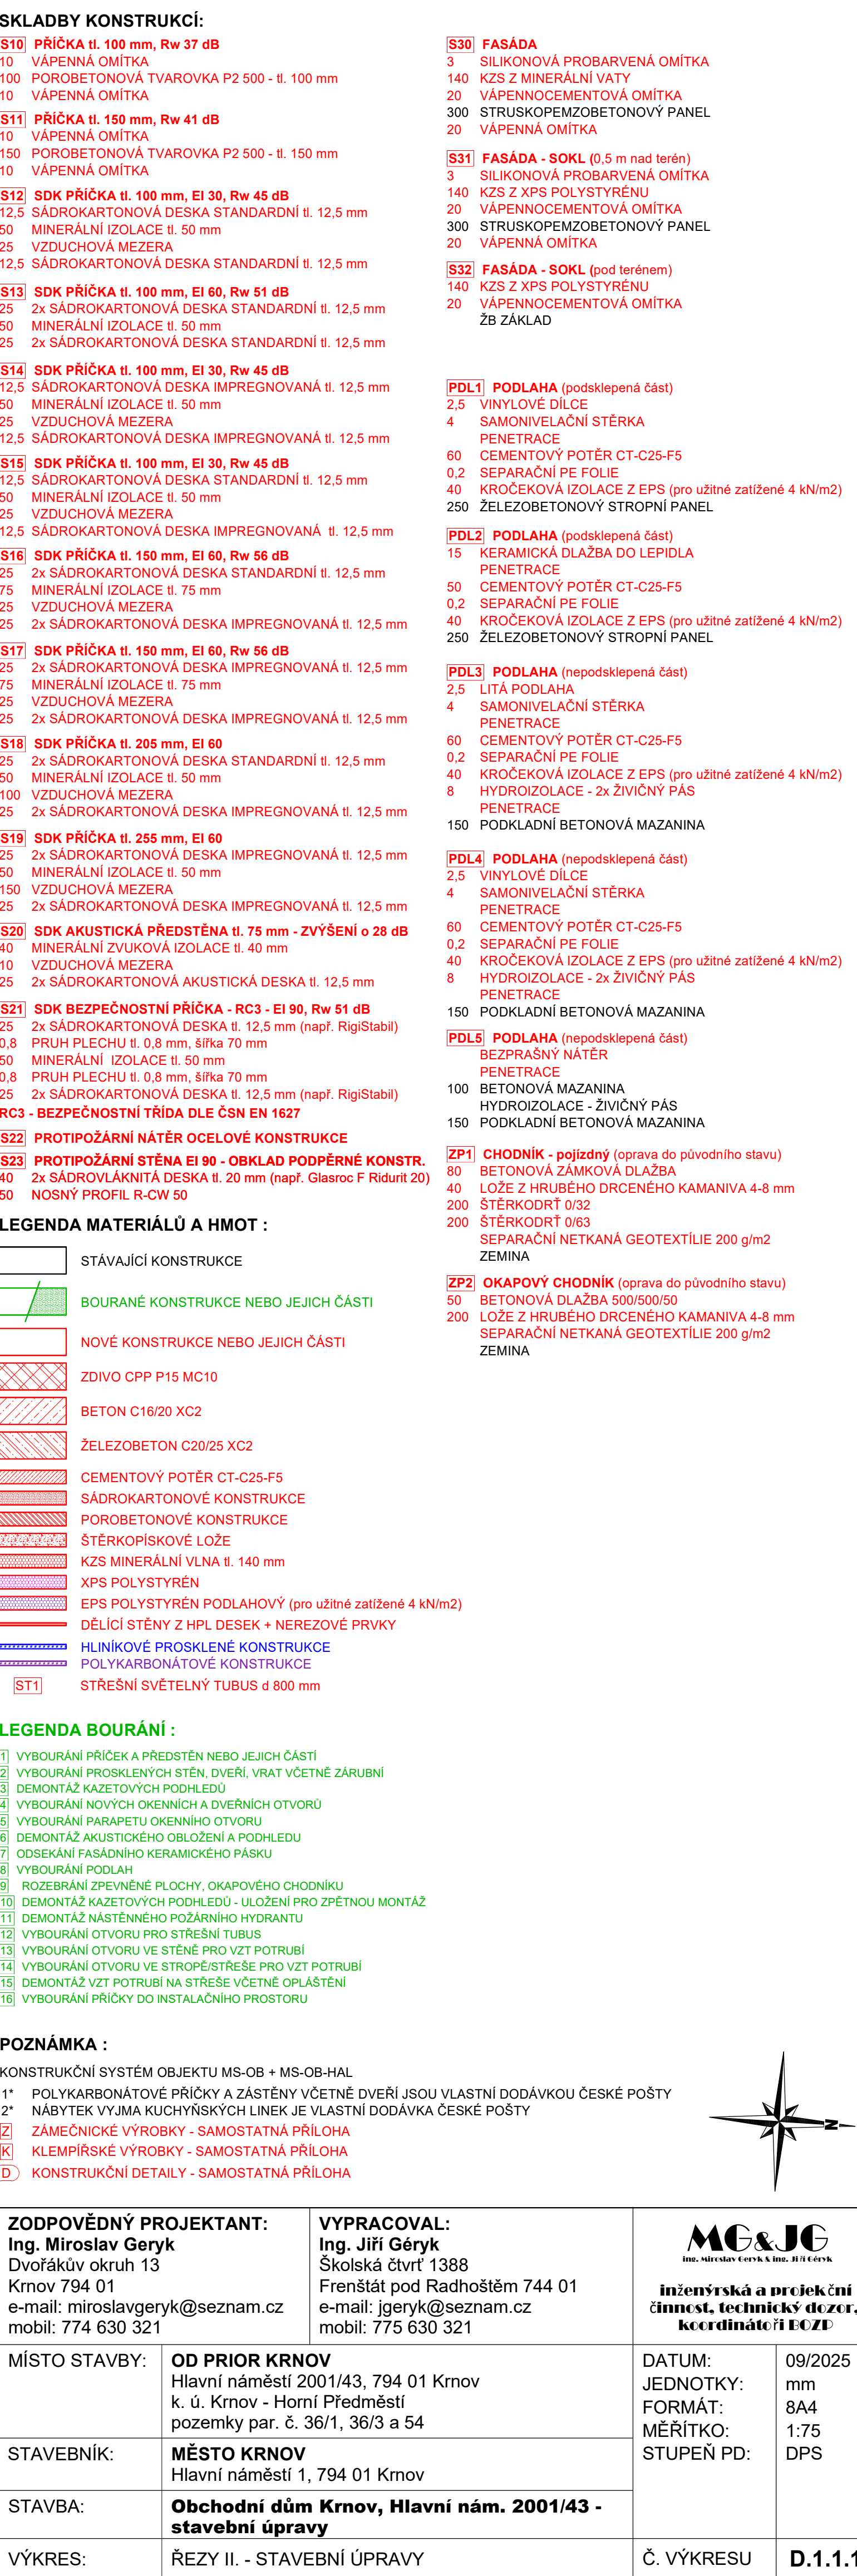 SKLADBY KONSTRUKCÍ:
S10 PŘÍČKA tl. 100 mm, Rw 37 dB
10 VÁPENNÁ OMÍTKA
100 POROBETONOVÁ TVAROVKA P2 500 - tl. 100 mm
10 VÁPENNÁ OMÍTKA
S11 PŘÍČKA tl. 150 mm, Rw 41 dB
10 VÁPENNÁ OMÍTKA
150 POROBETONOVÁ TVAROVKA P2 500 - tl. 150 mm
10 VÁPENNÁ OMÍTKA
S12 SDK PŘÍČKA tl. 100 mm, EI 30, Rw 45 dB
12,5 SÁDROKARTONOVÁ DESKA STANDARDNÍ tl. 12,5 mm
50 MINERÁLNÍ IZOLACE tl. 50 mm
25 VZDUCHOVÁ MEZERA
12,5 SÁDROKARTONOVÁ DESKA STANDARDNÍ tl. 12,5 mm
S13 SDK PŘÍČKA tl. 100 mm, EI 60, Rw 51 dB
25 2x SÁDROKARTONOVÁ DESKA STANDARDNÍ tl. 12,5 mm
50 MINERÁLNÍ IZOLACE tl. 50 mm
25 2x SÁDROKARTONOVÁ DESKA STANDARDNÍ tl. 12,5 mm
S14 SDK PŘÍČKA tl. 100 mm, EI 30, Rw 45 dB
12,5 SÁDROKARTONOVÁ DESKA IMPREGNOVANÁ tl. 12,5 mm
50 MINERÁLNÍ IZOLACE tl. 50 mm
25 VZDUCHOVÁ MEZERA
12,5 SÁDROKARTONOVÁ DESKA IMPREGNOVANÁ tl. 12,5 mm
S15 SDK PŘÍČKA tl. 100 mm, EI 30, Rw 45 dB
12,5 SÁDROKARTONOVÁ DESKA STANDARDNÍ tl. 12,5 mm
50 MINERÁLNÍ IZOLACE tl. 50 mm
25 VZDUCHOVÁ MEZERA
12,5 SÁDROKARTONOVÁ DESKA IMPREGNOVANÁ tl. 12,5 mm
S16 SDK PŘÍČKA tl. 150 mm, EI 60, Rw 56 dB
25 2x SÁDROKARTONOVÁ DESKA STANDARDNÍ tl. 12,5 mm
75 MINERÁLNÍ IZOLACE tl. 75 mm
25 VZDUCHOVÁ MEZERA
25 2x SÁDROKARTONOVÁ DESKA IMPREGNOVANÁ tl. 12,5 mm
S17 SDK PŘÍČKA tl. 150 mm, EI 60, Rw 56 dB
25 2x SÁDROKARTONOVÁ DESKA IMPREGNOVANÁ tl. 12,5 mm
75 MINERÁLNÍ IZOLACE tl. 75 mm
25 VZDUCHOVÁ MEZERA
25 2x SÁDROKARTONOVÁ DESKA IMPREGNOVANÁ tl. 12,5 mm
S18 SDK PŘÍČKA tl. 205 mm, EI 60
25 2x SÁDROKARTONOVÁ DESKA STANDARDNÍ tl. 12,5 mm
50 MINERÁLNÍ IZOLACE tl. 50 mm
100 VZDUCHOVÁ MEZERA
25 2x SÁDROKARTONOVÁ DESKA IMPREGNOVANÁ tl. 12,5 mm
S19 SDK PŘÍČKA tl. 255 mm, EI 60
25 2x SÁDROKARTONOVÁ DESKA IMPREGNOVANÁ tl. 12,5 mm
50 MINERÁLNÍ IZOLACE tl. 50 mm
150 VZDUCHOVÁ MEZERA
25 2x SÁDROKARTONOVÁ DESKA IMPREGNOVANÁ tl. 12,5 mm
S20 SDK AKUSTICKÁ PŘEDSTĚNA tl. 75 mm - ZVÝŠENÍ o 28 dB
40 MINERÁLNÍ ZVUKOVÁ IZOLACE tl. 40 mm
10 VZDUCHOVÁ MEZERA
25 2x SÁDROKARTONOVÁ AKUSTICKÁ DESKA tl. 12,5 mm
S21 SDK BEZPEČNOSTNÍ PŘÍČKA - RC3 - EI 90, Rw 51 dB
25 2x SÁDROKARTONOVÁ DESKA tl. 12,5 mm (např. RigiStabil)
0,8 PRUH PLECHU tl. 0,8 mm, šířka 70 mm
50 MINERÁLNÍ IZOLACE tl. 50 mm
0,8 PRUH PLECHU tl. 0,8 mm, šířka 70 mm
25 2x SÁDROKARTONOVÁ DESKA tl. 12,5 mm (např. RigiStabil)
RC3 - BEZPEČNOSTNÍ TŘÍDA DLE ČSN EN 1627
S22 PROTIPOŽÁRNÍ NÁTĚR OCELOVÉ KONSTRUKCE
S23 PROTIPOŽÁRNÍ STĚNA EI 90 - OBKLAD PODPĚRNÉ KONSTR.
40 2x SÁDROVLÁKNITÁ DESKA tl. 20 mm (např. Glasroc F Ridurit 20)
50 NOSNÝ PROFIL R-CW 50
S30 FASÁDA
3 SILIKONOVÁ PROBARVENÁ OMÍTKA
140 KZS Z MINERÁLNÍ VATY
20 VÁPENNOCEMENTOVÁ OMÍTKA
300 STRUSKOPEMZOBETONOVÝ PANEL
20 VÁPENNÁ OMÍTKA
S31 FASÁDA - SOKL (0,5 m nad terén)
3 SILIKONOVÁ PROBARVENÁ OMÍTKA
140 KZS Z XPS POLYSTYRÉNU
20 VÁPENNOCEMENTOVÁ OMÍTKA
300 STRUSKOPEMZOBETONOVÝ PANEL
20 VÁPENNÁ OMÍTKA
S32 FASÁDA - SOKL (pod terénem)
140 KZS Z XPS POLYSTYRÉNU
20 VÁPENNOCEMENTOVÁ OMÍTKA
ŽB ZÁKLAD
PDL1 PODLAHA (podsklepená část)
2,5 VINYLOVÉ DÍLCE
4 SAMONIVELAČNÍ STĚRKA
PENETRACE
60 CEMENTOVÝ POTĚR CT-C25-F5
0,2 SEPARAČNÍ PE FOLIE
40 KROČEKOVÁ IZOLACE Z EPS (pro užitné zatížené 4 kN/m2)
250 ŽELEZOBETONOVÝ STROPNÍ PANEL
PDL2 PODLAHA (podsklepená část)
15 KERAMICKÁ DLAŽBA DO LEPIDLA
PENETRACE
50 CEMENTOVÝ POTĚR CT-C25-F5
0,2 SEPARAČNÍ PE FOLIE
40 KROČEKOVÁ IZOLACE Z EPS (pro užitné zatížené 4 kN/m2)
250 ŽELEZOBETONOVÝ STROPNÍ PANEL
PDL3 PODLAHA (nepodsklepená část)
2,5 LITÁ PODLAHA
4 SAMONIVELAČNÍ STĚRKA
PENETRACE
60 CEMENTOVÝ POTĚR CT-C25-F5
0,2 SEPARAČNÍ PE FOLIE
40 KROČEKOVÁ IZOLACE Z EPS (pro užitné zatížené 4 kN/m2)
8 HYDROIZOLACE - 2x ŽIVIČNÝ PÁS
PENETRACE
150 PODKLADNÍ BETONOVÁ MAZANINA
PDL4 PODLAHA (nepodsklepená část)
2,5 VINYLOVÉ DÍLCE
4 SAMONIVELAČNÍ STĚRKA
PENETRACE
60 CEMENTOVÝ POTĚR CT-C25-F5
0,2 SEPARAČNÍ PE FOLIE
40 KROČEKOVÁ IZOLACE Z EPS (pro užitné zatížené 4 kN/m2)
8 HYDROIZOLACE - 2x ŽIVIČNÝ PÁS
PENETRACE
150 PODKLADNÍ BETONOVÁ MAZANINA
PDL5 PODLAHA (nepodsklepená část)
BEZPRAŠNÝ NÁTĚR
PENETRACE
100 BETONOVÁ MAZANINA
HYDROIZOLACE - ŽIVIČNÝ PÁS
150 PODKLADNÍ BETONOVÁ MAZANINA
ZP1 CHODNÍK - pojízdný (oprava do původního stavu)
80 BETONOVÁ ZÁMKOVÁ DLAŽBA
40 LOŽE Z HRUBÉHO DRCENÉHO KAMANIVA 4-8 mm
200 ŠTĚRKODRŤ 0/32
200 ŠTĚRKODRŤ 0/63
SEPARAČNÍ NETKANÁ GEOTEXTÍLIE 200 g/m2
ZEMINA
ZP2 OKAPOVÝ CHODNÍK (oprava do původního stavu)
50 BETONOVÁ DLAŽBA 500/500/50
200 LOŽE Z HRUBÉHO DRCENÉHO KAMANIVA 4-8 mm
SEPARAČNÍ NETKANÁ GEOTEXTÍLIE 200 g/m2
ZEMINA
LEGENDA MATERIÁLŮ A HMOT :
STÁVAJÍCÍ KONSTRUKCE
BOURANÉ KONSTRUKCE NEBO JEJICH ČÁSTI
NOVÉ KONSTRUKCE NEBO JEJICH ČÁSTI
ZDIVO CPP P15 MC10
BETON C16/20 XC2
ŽELEZOBETON C20/25 XC2
CEMENTOVÝ POTĚR CT-C25-F5
SÁDROKARTONOVÉ KONSTRUKCE
POROBETONOVÉ KONSTRUKCE
ŠTĚRKOPÍSKOVÉ LOŽE
KZS MINERÁLNÍ VLNA tl. 140 mm
XPS POLYSTYRÉN
EPS POLYSTYRÉN PODLAHOVÝ (pro užitné zatížené 4 kN/m2)
DĚLÍCÍ STĚNY Z HPL DESEK + NEREZOVÉ PRVKY
HLINÍKOVÉ PROSKLENÉ KONSTRUKCE
POLYKARBONÁTOVÉ KONSTRUKCE
ST1 STŘEŠNÍ SVĚTELNÝ TUBUS d 800 mm
LEGENDA BOURÁNÍ :
1 VYBOURÁNÍ PŘÍČEK A PŘEDSTĚN NEBO JEJICH ČÁSTÍ
2 VYBOURÁNÍ PROSKLENÝCH STĚN, DVEŘÍ, VRAT VČETNĚ ZÁRUBNÍ
3 DEMONTÁŽ KAZETOVÝCH PODHLEDŮ
4 VYBOURÁNÍ NOVÝCH OKENNÍCH A DVEŘNÍCH OTVORŮ
5 VYBOURÁNÍ PARAPETU OKENNÍHO OTVORU
6 DEMONTÁŽ AKUSTICKÉHO OBLOŽENÍ A PODHLEDU
7 ODSEKÁNÍ FASÁDNÍHO KERAMICKÉHO PÁSKU
8 VYBOURÁNÍ PODLAH
9 ROZEBRÁNÍ ZPEVNĚNÉ PLOCHY, OKAPOVÉHO CHODNÍKU
10 DEMONTÁŽ KAZETOVÝCH PODHLEDŮ - ULOŽENÍ PRO ZPĚTNOU MONTÁŽ
11 DEMONTÁŽ NÁSTĚNNÉHO POŽÁRNÍHO HYDRANTU
12 VYBOURÁNÍ OTVORU PRO STŘEŠNÍ TUBUS
13 VYBOURÁNÍ OTVORU VE STĚNĚ PRO VZT POTRUBÍ
14 VYBOURÁNÍ OTVORU VE STROPĚ/STŘEŠE PRO VZT POTRUBÍ
15 DEMONTÁŽ VZT POTRUBÍ NA STŘEŠE VČETNĚ OPLÁŠTĚNÍ
16 VYBOURÁNÍ PŘÍČKY DO INSTALAČNÍHO PROSTORU
POZNÁMKA :
KONSTRUKČNÍ SYSTÉM OBJEKTU MS-OB + MS-OB-HAL
1* POLYKARBONÁTOVÉ PŘÍČKY A ZÁSTĚNY VČETNĚ DVEŘÍ JSOU VLASTNÍ DODÁVKOU ČESKÉ POŠTY
2* NÁBYTEK VYJMA KUCHYŇSKÝCH LINEK JE VLASTNÍ DODÁVKA ČESKÉ POŠTY
Z ZÁMEČNICKÉ VÝROBKY - SAMOSTATNÁ PŘÍLOHA
K KLEMPÍŘSKÉ VÝROBKY - SAMOSTATNÁ PŘÍLOHA
D KONSTRUKČNÍ DETAILY - SAMOSTATNÁ PŘÍLOHA
N
ZODPOVĚDNÝ PROJEKTANT:
Ing. Miroslav Geryk
Dvořákův okruh 13
Krnov 794 01
e-mail: miroslavgeryk@seznam.cz
mobil: 774 630 321
VYPRACOVAL:
Ing. Jiří Géryk
Školská čtvrť 1388
Frenštát pod Radhoštěm 744 01
e-mail: jgeryk@seznam.cz
mobil: 775 630 321
MG&JG
ing. Miroslav Geryk & ing. Jiří Géryk
inženýrská a projekční
činnost, technický dozor,
koordinátoři BOZP
MÍSTO STAVBY: OD PRIOR KRNOV
Hlavní náměstí 2001/43, 794 01 Krnov
k. ú. Krnov - Horní Předměstí
pozemky par. č. 36/1, 36/3 a 54
STAVEBNÍK: MĚSTO KRNOV
Hlavní náměstí 1, 794 01 Krnov
STAVBA: Obchodní dům Krnov, Hlavní nám. 2001/43 -
stavební úpravy
DATUM: 09/2025
JEDNOTKY: mm
FORMÁT: 8A4
MĚŘÍTKO: 1:75
STUPEŇ PD: DPS
VÝKRES: ŘEZY II. - STAVEBNÍ ÚPRAVY
Č. VÝKRESU D.1.1.1